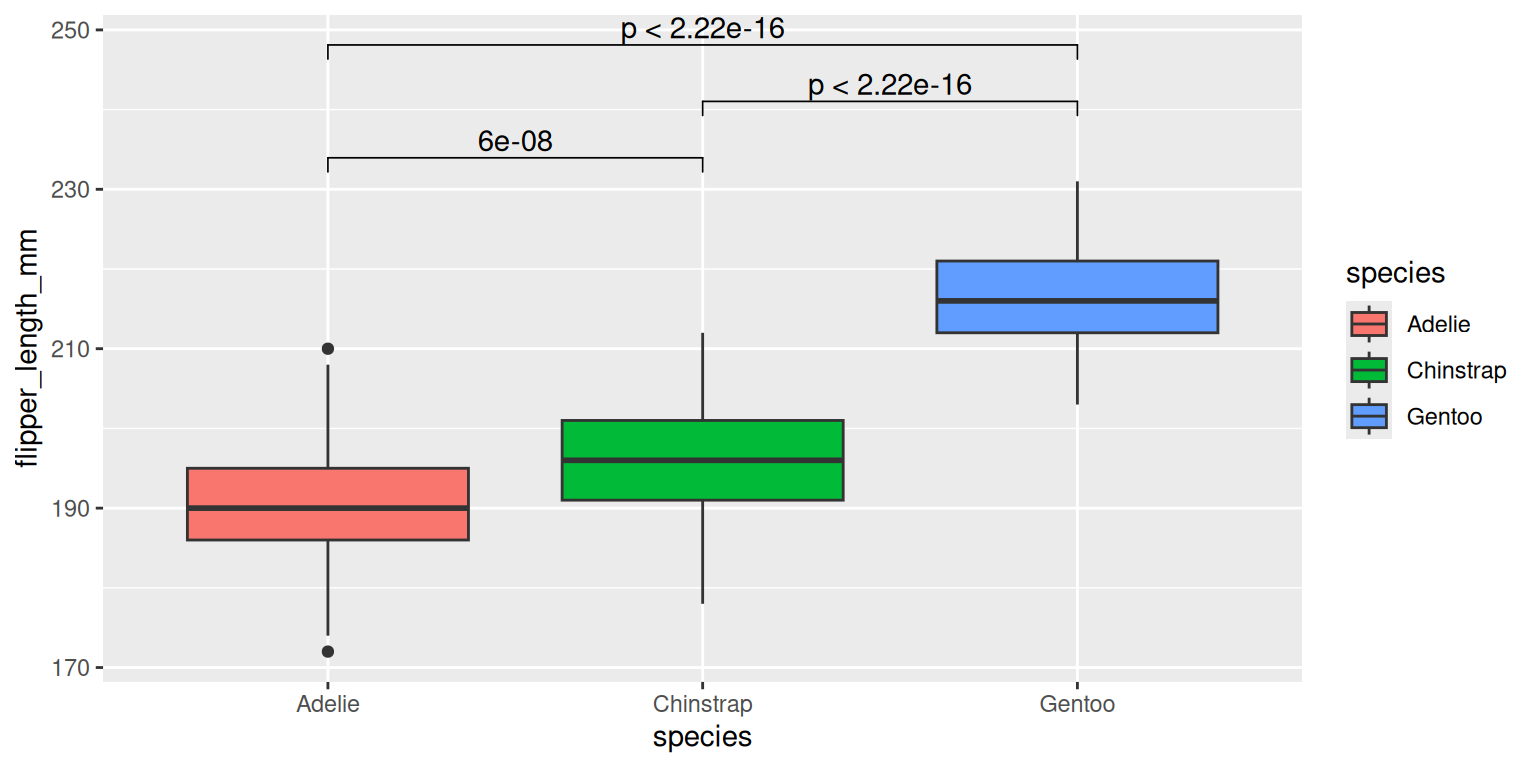 p < 2.22e-16
p < 2.22e-16
6e-08
250
230
210
190
170
flipper_length_mm
Adelie
Chinstrap
Gentoo
species
species
Adelie
Chinstrap
Gentoo